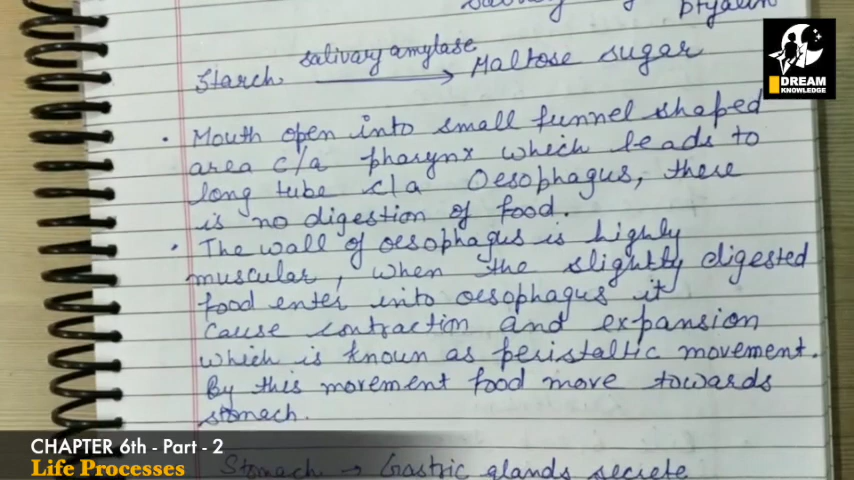 salivary ptyalin
DREAM
KNOWLEDGE
salivary amylase
Starch ⟶ Maltose sugar
• Mouth open into small funnel shaped
area c/a pharynx which leads to
long tube c/a Oesophagus, there
is no digestion of food.
• The wall of oesophagus is highly
muscular, when the slightly digested
food enter into oesophagus it
cause contraction and expansion
which is known as peristaltic movement.
By this movement food move towards
stomach.
CHAPTER 6th - Part - 2
Life Processes
Stomach → Gastric glands secrete